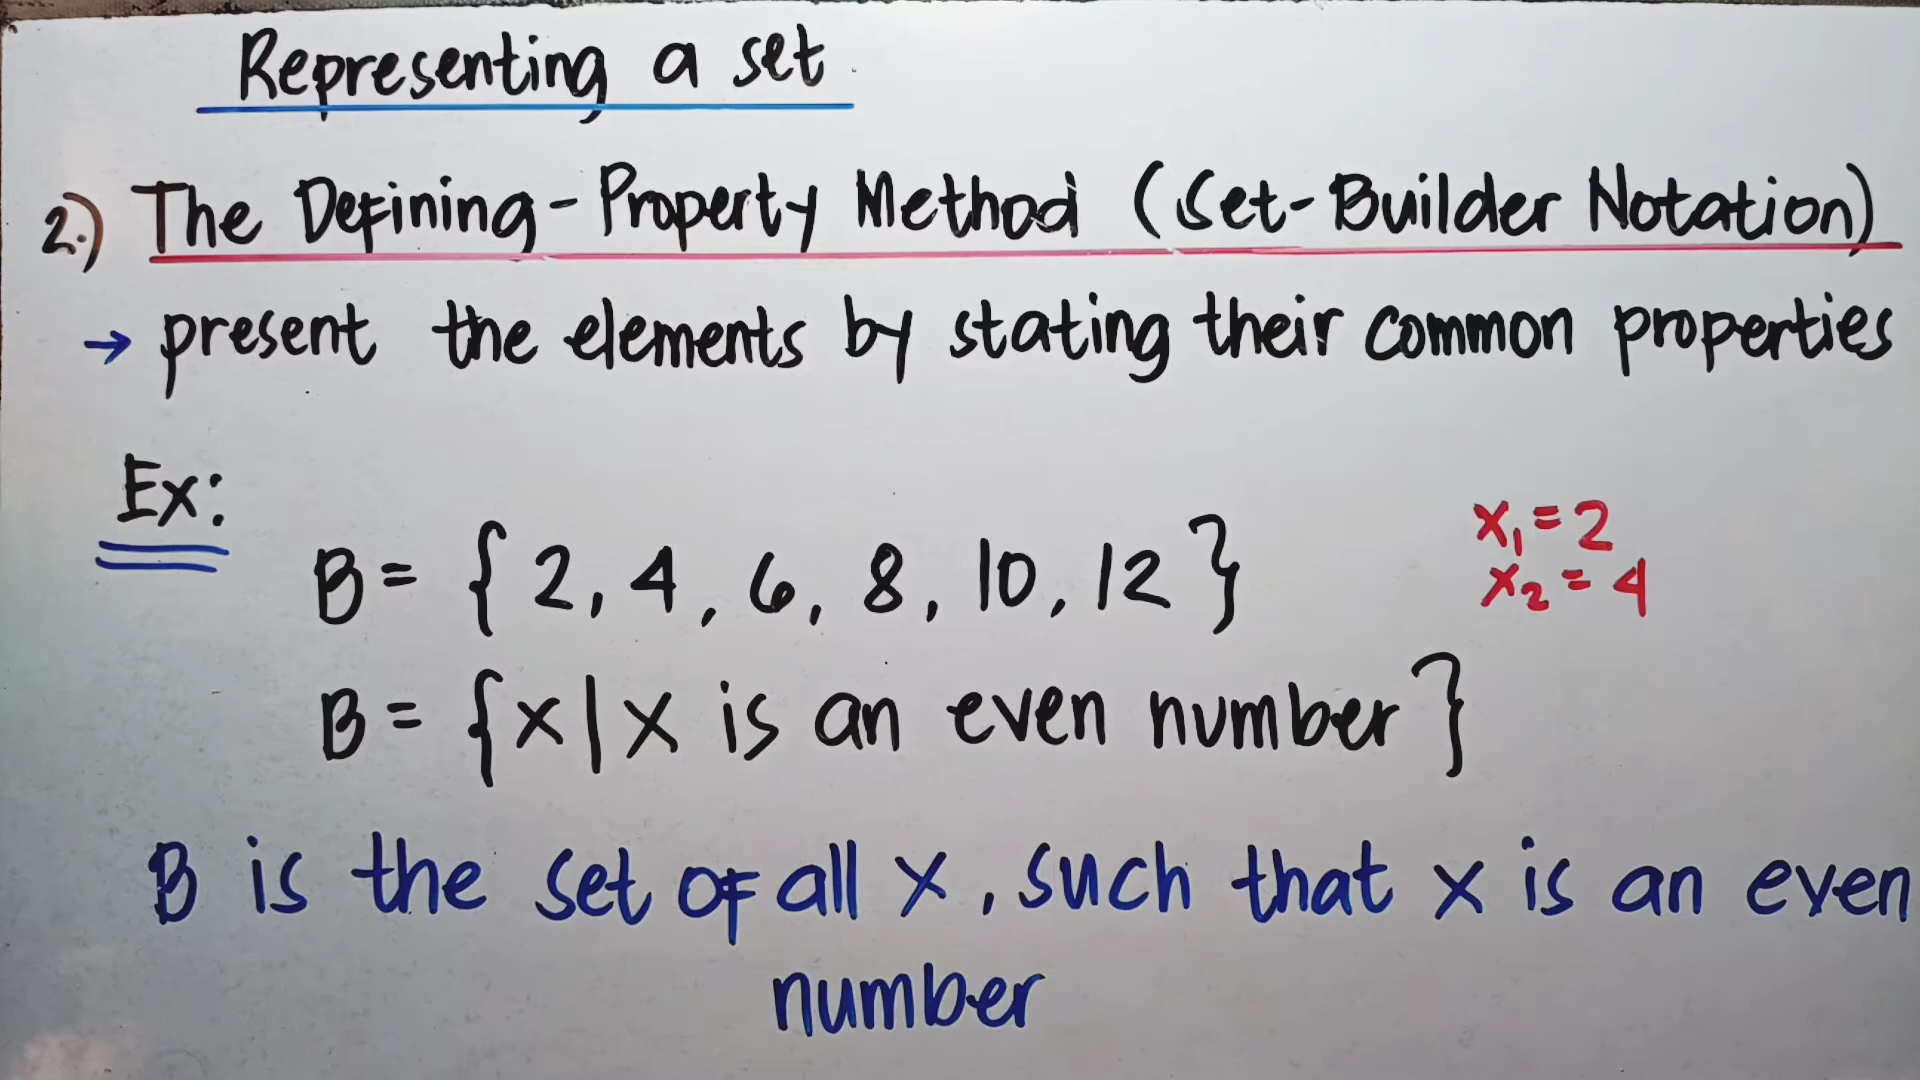 Representing a set
2.) The Defining-Property Method (Set-Builder Notation)
→ present the elements by stating their common properties
Ex:
B = { 2, 4, 6, 8, 10, 12 }
x₁ = 2
x₂ = 4
B = {x|x is an even number}
B is the set of all x, such that x is an even
number